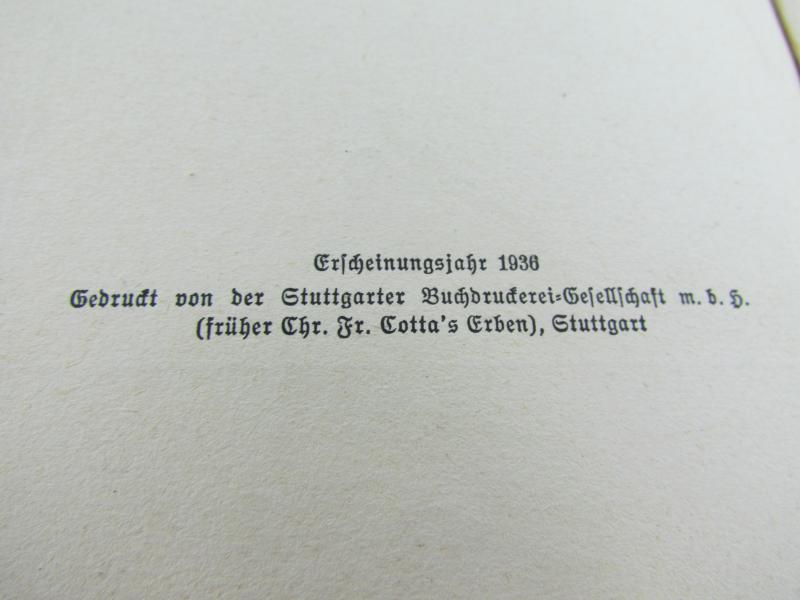 Erscheinungsjahr 1936
Gedruckt von der Stuttgarter Buchdruckerei-Gesellschaft m. b. H.
(früher Chr. Fr. Cotta's Erben), Stuttgart